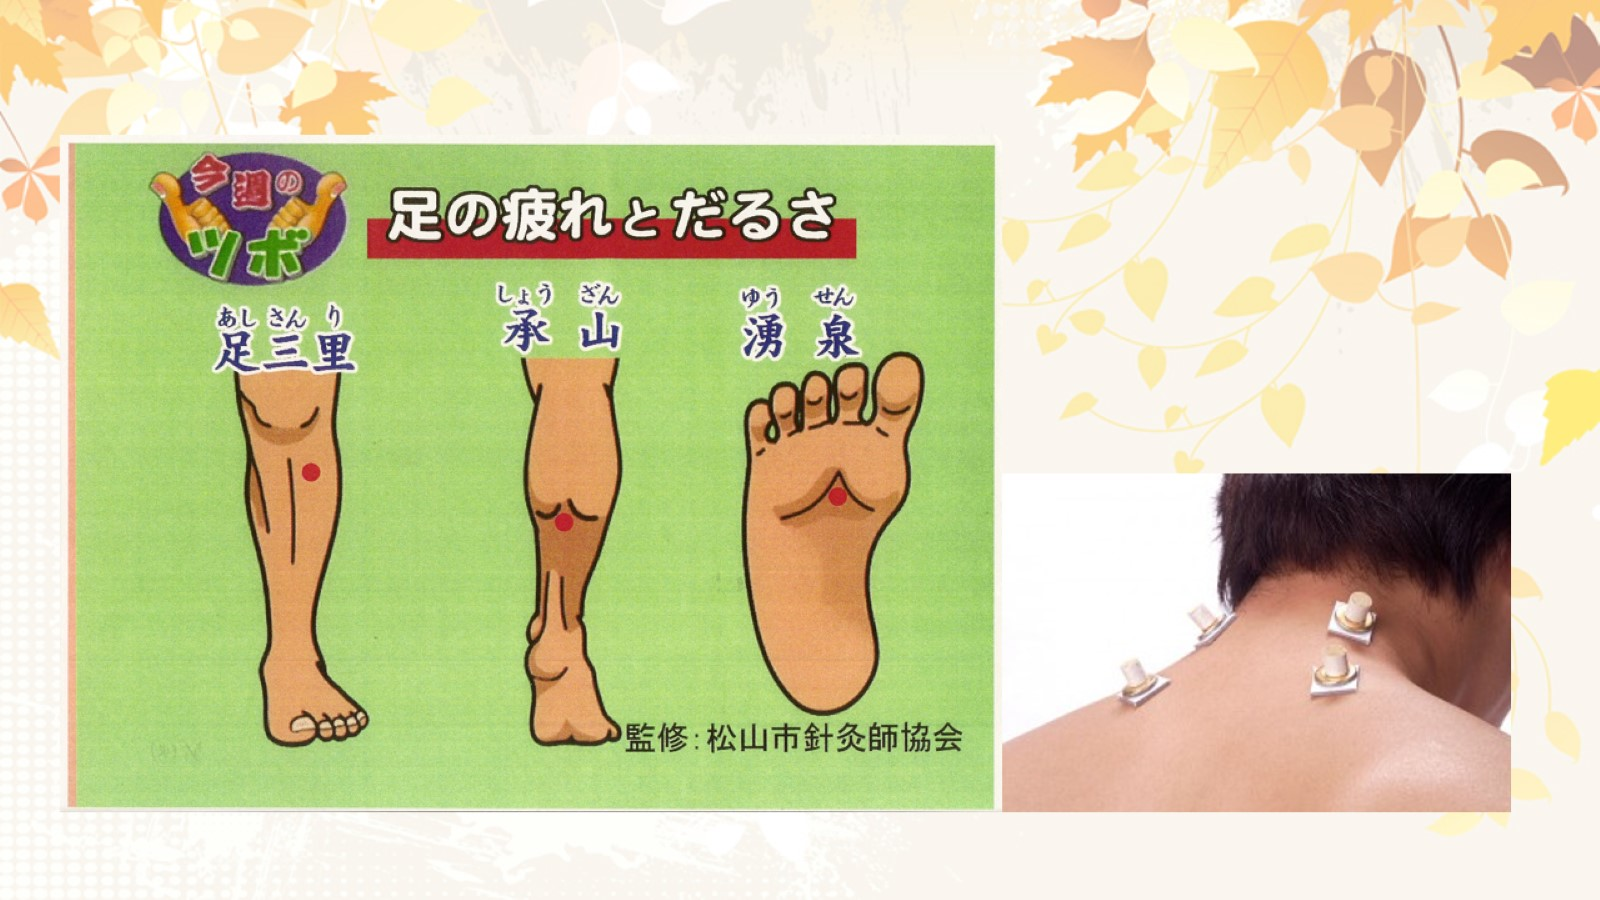 今週の
ツボ
足の疲れとだるさ
あしさんり
足三里
しょうざん
承山
ゆうせん
湧泉
監修:松山市針灸師協会